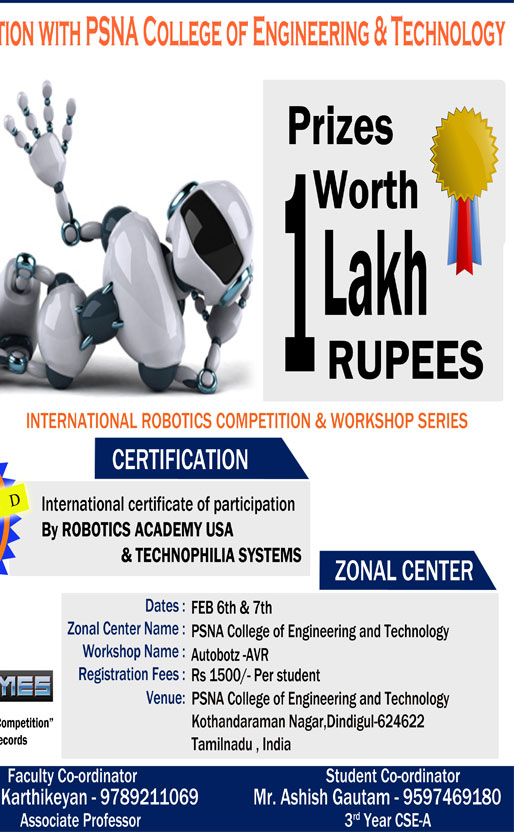 TION WITH PSNA COLLEGE OF ENGINEERING & TECHNOLOGY
Prizes
Worth
1 Lakh
RUPEES
INTERNATIONAL ROBOTICS COMPETITION & WORKSHOP SERIES
CERTIFICATION
D
International certificate of participation
By ROBOTICS ACADEMY USA
& TECHNOPHILIA SYSTEMS
ZONAL CENTER
Dates : FEB 6th & 7th
Zonal Center Name : PSNA College of Engineering and Technology
Workshop Name : Autobotz -AVR
Registration Fees : Rs 1500/- Per student
Venue: PSNA College of Engineering and Technology
Kothandaraman Nagar,Dindigul-624622
Tamilnadu , India
MES
Competition"
ecords
Faculty Co-ordinator
Karthikeyan - 9789211069
Associate Professor
Student Co-ordinator
Mr. Ashish Gautam - 9597469180
3rd Year CSE-A